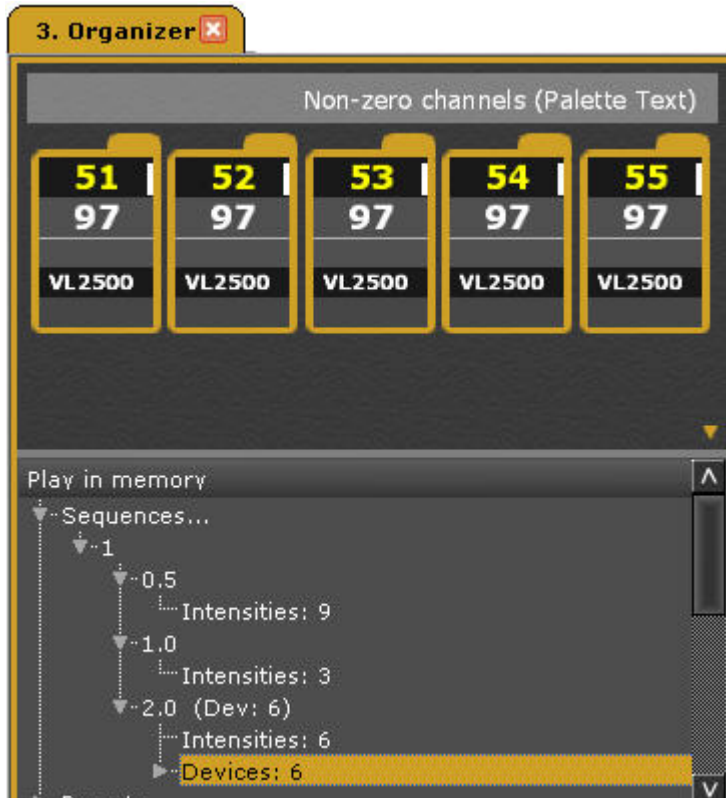 3. Organizer
Non-zero channels (Palette Text)
51 52 53 54 55
97 97 97 97 97
VL2500 VL2500 VL2500 VL2500 VL2500
Play in memory
Sequences...
1
0.5
Intensities: 9
1.0
Intensities: 3
2.0 (Dev: 6)
Intensities: 6
Devices: 6